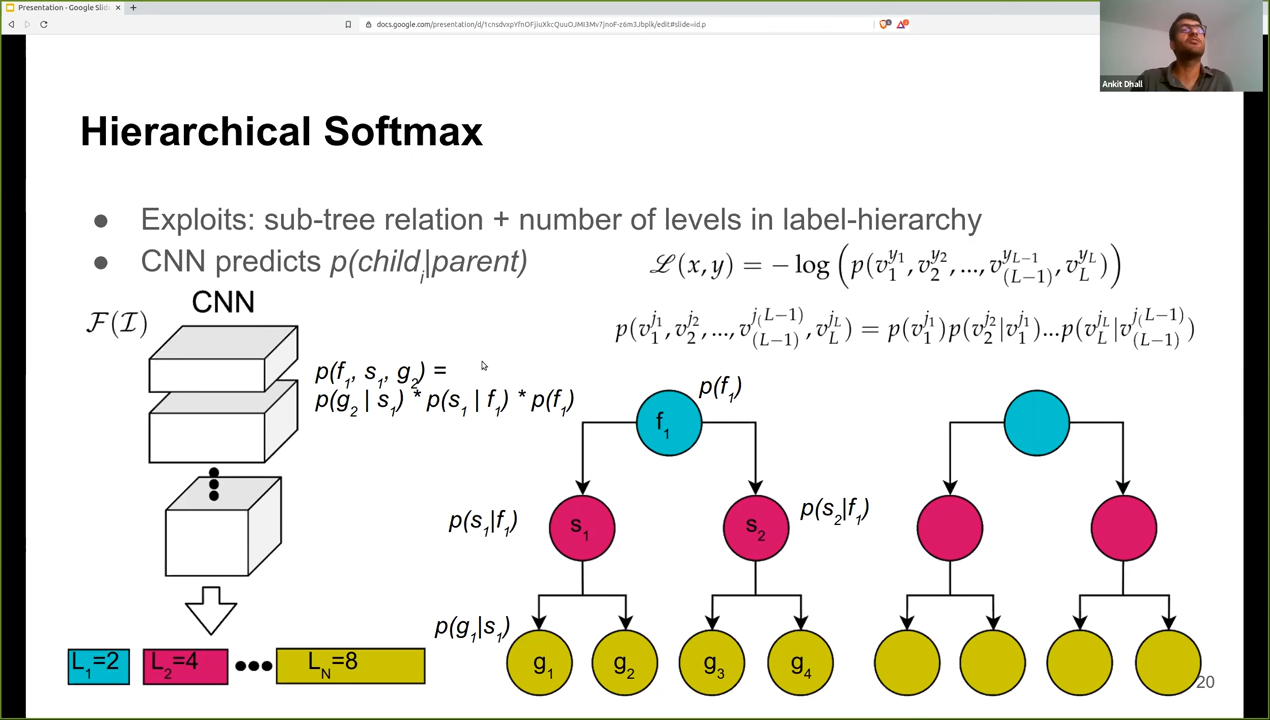 Presentation - Google Slid
Ankit Dhall
Hierarchical Softmax
● Exploits: sub-tree relation + number of levels in label-hierarchy
● CNN predicts p(child_i|parent)
ℒ(x, y) = − log ( p(v_1^{y_1}, v_2^{y_2}, ..., v_{(L−1)}^{y_{L−1}}, v_L^{y_L}) )
CNN
ℱ(ℐ)
p(v_1^{j_1}, v_2^{j_2}, ..., v_{(L−1)}^{j_(L−1)}, v_L^{j_L}) = p(v_1^{j_1})p(v_2^{j_2}|v_1^{j_1})...p(v_L^{j_L}|v_{(L−1)}^{j_(L−1)})
p(f_1, s_1, g_2) =
p(g_2 | s_1) * p(s_1 | f_1) * p(f_1)
p(f_1)
f_1
p(s_1|f_1)
s_1
s_2
p(s_2|f_1)
p(g_1|s_1)
g_1
g_2
g_3
g_4
L_1=2
L_2=4
L_N=8
20